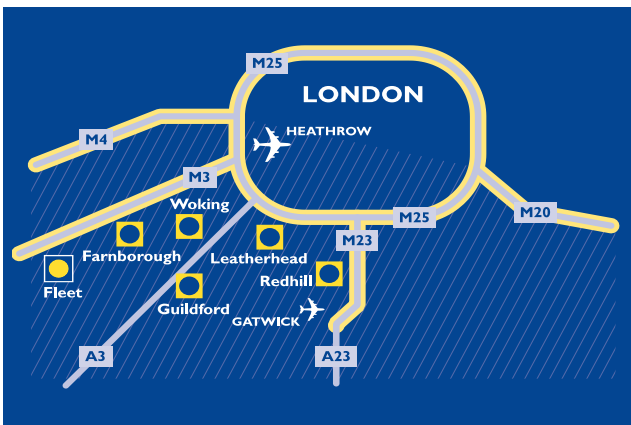 M25
LONDON
HEATHROW
M4
M3
Woking
M25
M20
Farnborough
Leatherhead
M23
Redhill
Fleet
Guildford
GATWICK
A3
A23